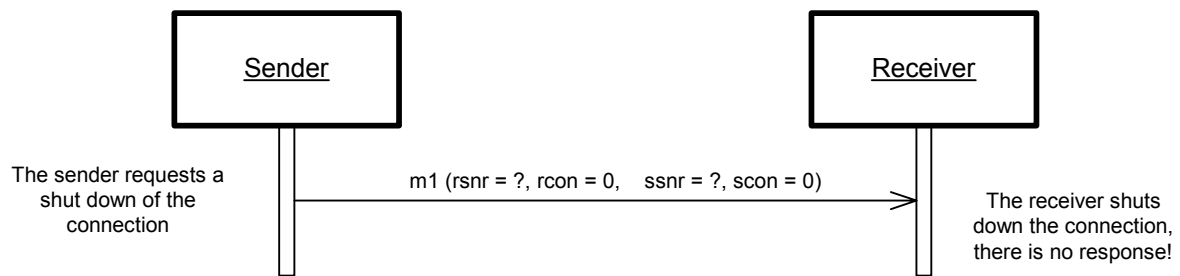 Sender
Receiver
The sender requests a
shut down of the
connection
m1 (rsnr = ?, rcon = 0, ssnr = ?, scon = 0)
The receiver shuts
down the connection,
there is no response!